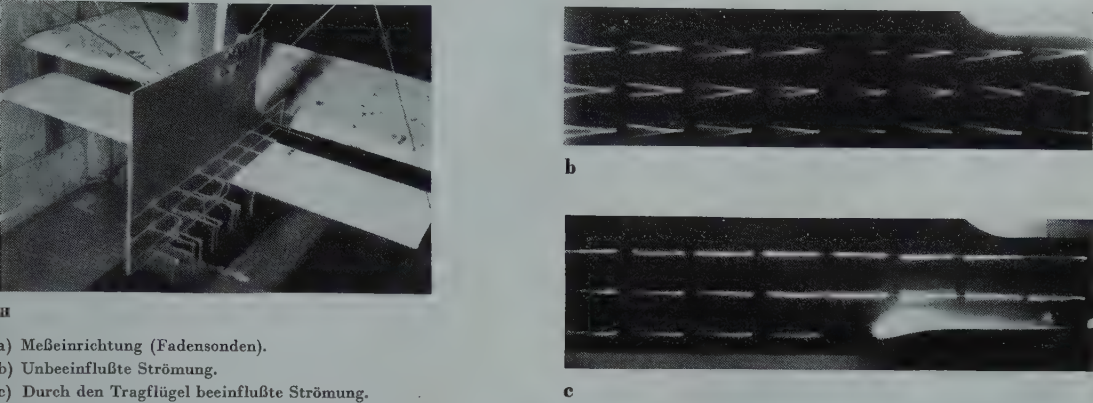 b
a
a) Meßeinrichtung (Fadensonden).
b) Unbeeinflußte Strömung.
c) Durch den Tragflügel beeinflußte Strömung.
c